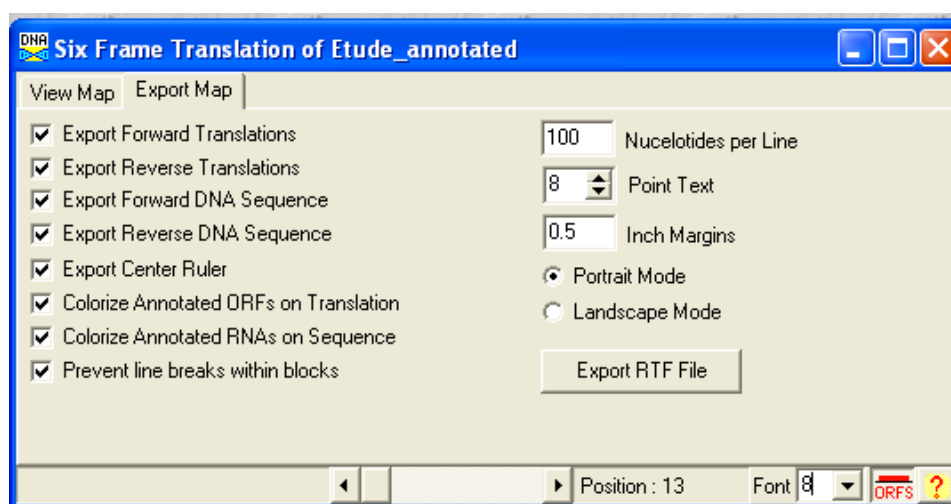 DNA Six Frame Translation of Etude_annotated
View Map Export Map
Export Forward Translations
Export Reverse Translations
Export Forward DNA Sequence
Export Reverse DNA Sequence
Export Center Ruler
Colorize Annotated ORFs on Translation
Colorize Annotated RNAs on Sequence
Prevent line breaks within blocks
100 Nucelotides per Line
8 Point Text
0.5 Inch Margins
Portrait Mode
Landscape Mode
Export RTF File
Position : 13 Font 8 ORFS ?